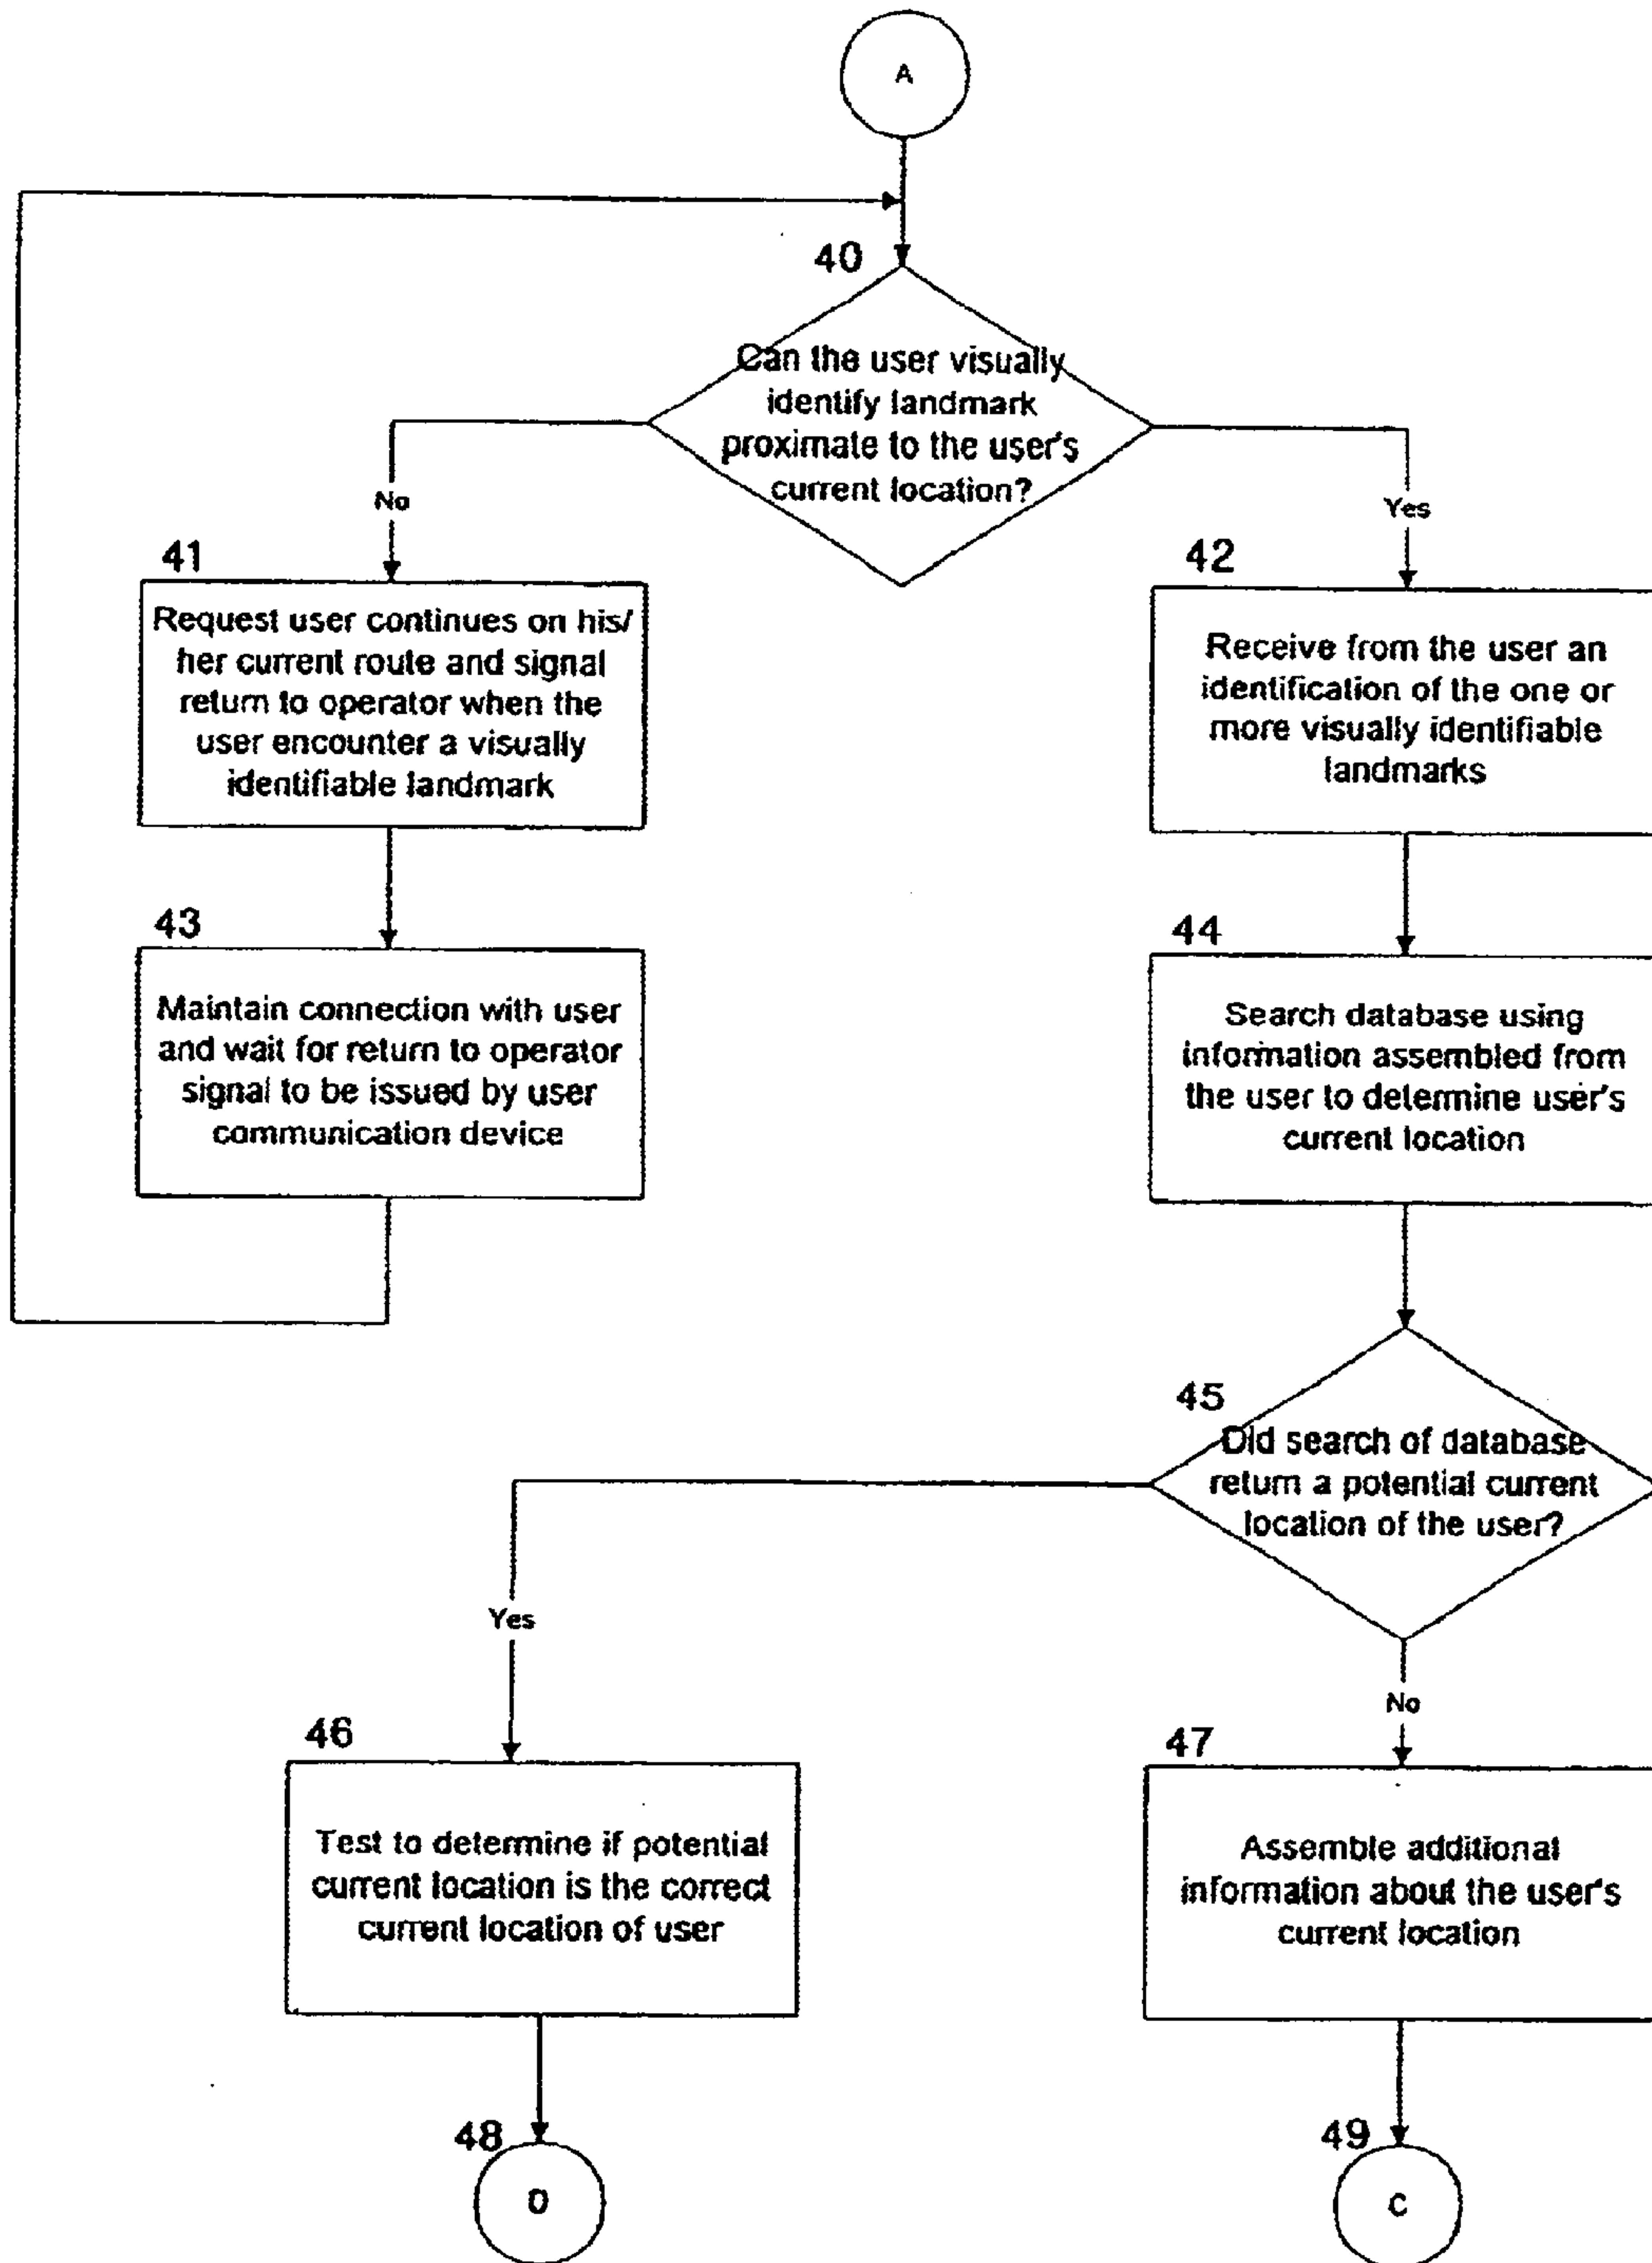 A
40
Can the user visually
identify landmark
proximate to the user's
current location?
No
Yes
41
Request user continues on his/
her current route and signal
return to operator when the
user encounter a visually
identifiable landmark
42
Receive from the user an
identification of the one or
more visually identifiable
landmarks
43
Maintain connection with user
and wait for return to operator
signal to be issued by user
communication device
44
Search database using
information assembled from
the user to determine user's
current location
45
Did search of database
return a potential current
location of the user?
Yes
No
46
Test to determine if potential
current location is the correct
current location of user
47
Assemble additional
information about the user's
current location
48
D
49
C